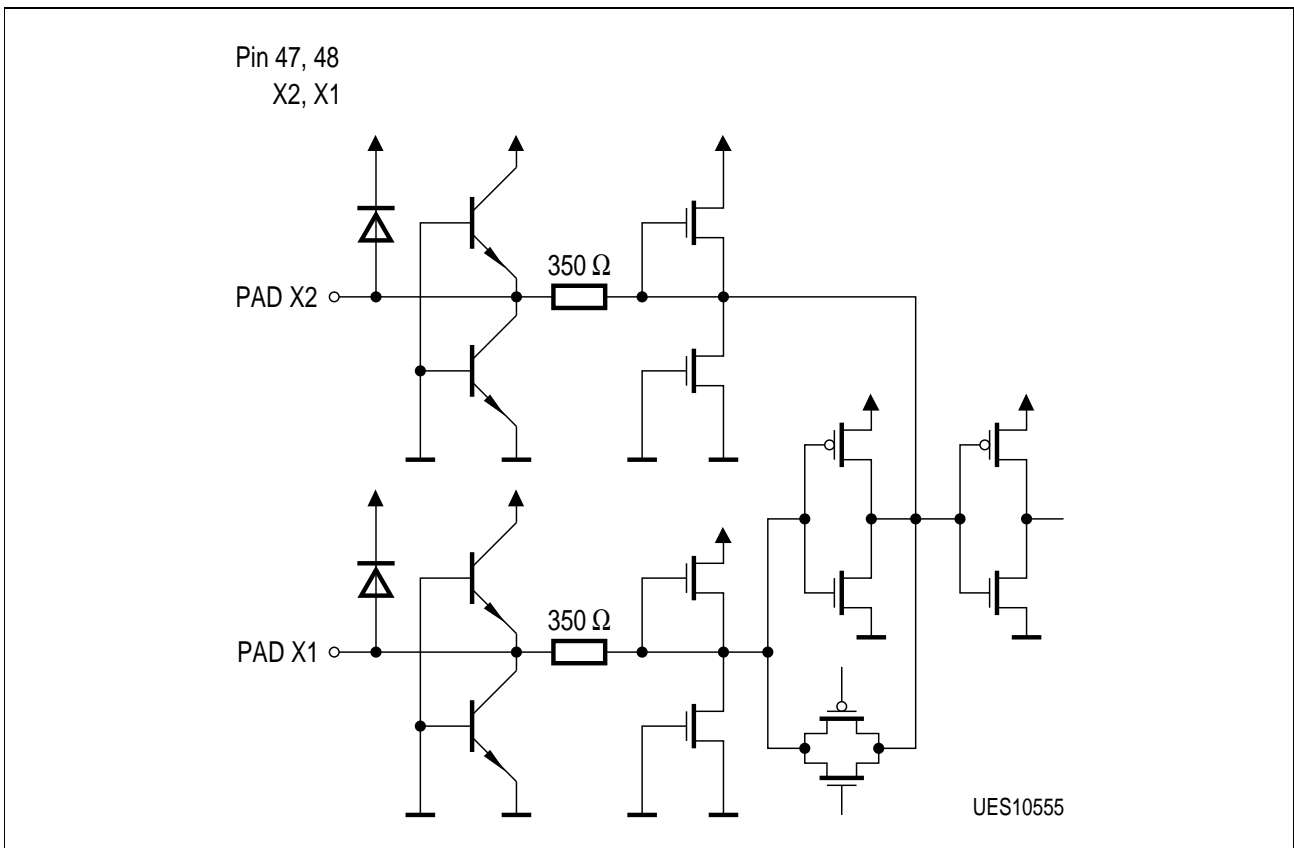 Pin 47, 48
X2, X1
350 Ω
PAD X2
350 Ω
PAD X1
UES10555